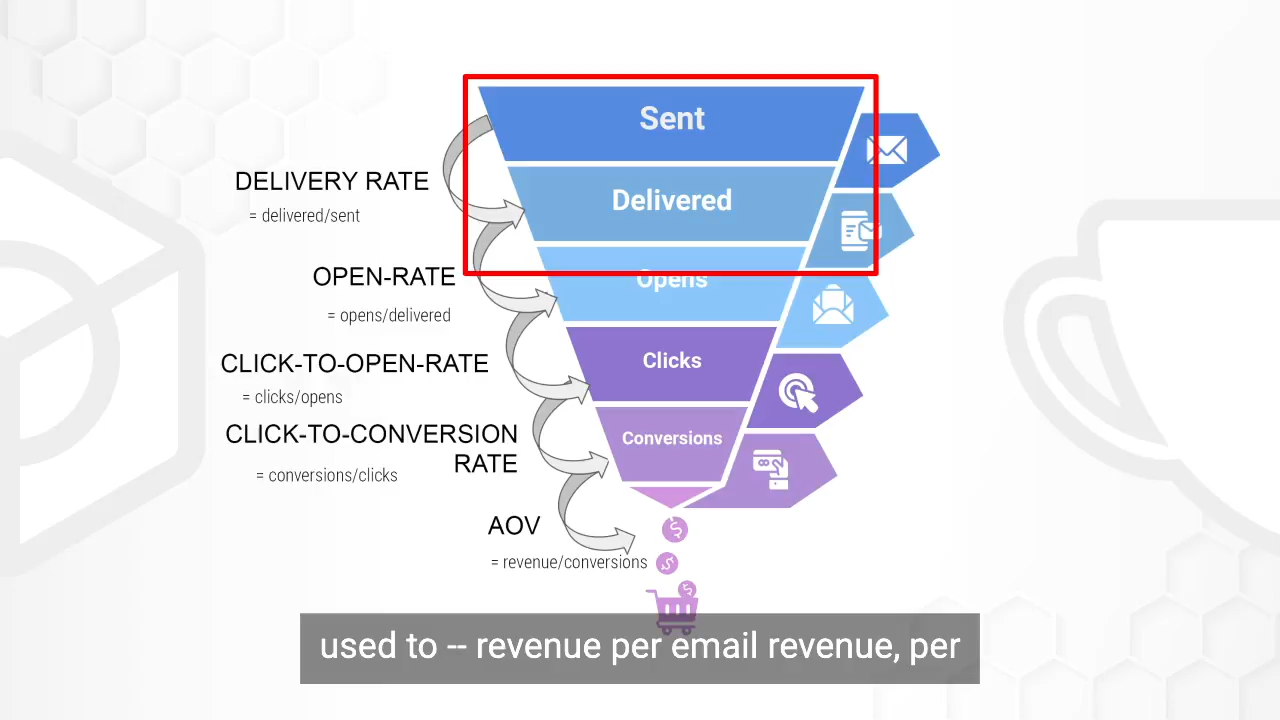 Sent
DELIVERY RATE
= delivered/sent
Delivered
OPEN-RATE
= opens/delivered
Opens
CLICK-TO-OPEN-RATE
= clicks/opens
Clicks
CLICK-TO-CONVERSION
RATE
= conversions/clicks
Conversions
AOV
= revenue/conversions
$
$
$
used to -- revenue per email revenue, per